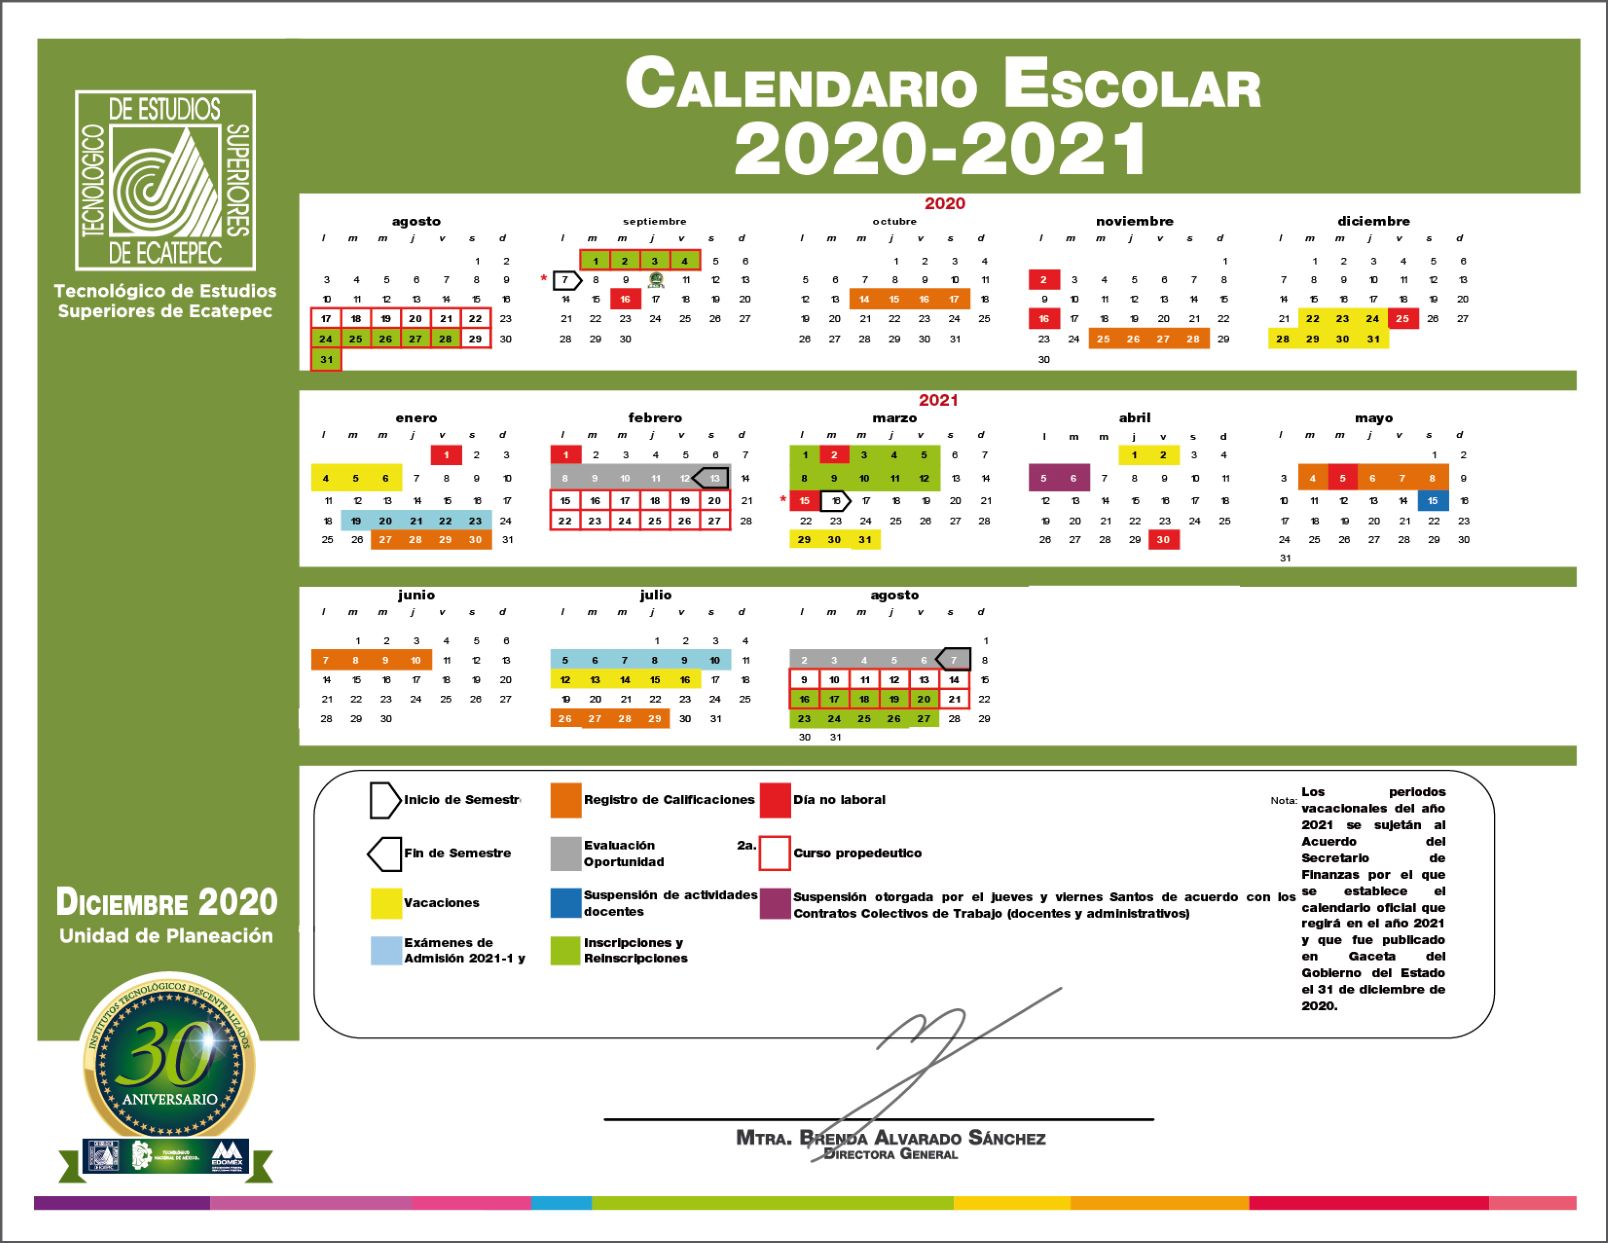 CALENDARIO ESCOLAR
2020-2021
DE ESTUDIOS
TECNOLÓGICO
SUPERIORES
DE ECATEPEC
Tecnológico de Estudios
Superiores de Ecatepec
2020
agosto septiembre octubre noviembre diciembre
l m m j v s d l m m j v s d l m m j v s d l m m j v s d l m m j v s d
1 2 1 2 3 4 5 6 1 2 3 4 1 1 2 3 4 5 6
3 4 5 6 7 8 9 * 7 8 9 11 12 13 5 6 7 8 9 10 11 2 3 4 5 6 7 8 7 8 9 10 11 12 13
10 11 12 13 14 15 16 14 15 16 17 18 19 20 12 13 14 15 16 17 18 9 10 11 12 13 14 15 14 15 16 17 18 19 20
17 18 19 20 21 22 23 21 22 23 24 25 26 27 19 20 21 22 23 24 25 16 17 18 19 20 21 22 21 22 23 24 25 26 27
24 25 26 27 28 29 30 28 29 30 26 27 28 29 30 31 23 24 25 26 27 28 29 28 29 30 31
31 30
2021
enero febrero marzo abril mayo
l m m j v s d l m m j v s d l m m j v s d l m m j v s d l m m j v s d
1 2 3 1 2 3 4 5 6 7 1 2 3 4 5 6 7 1 2 3 4 1 2
4 5 6 7 8 9 10 8 9 10 11 12 13 14 8 9 10 11 12 13 14 5 6 7 8 9 10 11 3 4 5 6 7 8 9
11 12 13 14 15 16 17 15 16 17 18 19 20 21 * 15 16 17 18 19 20 21 12 13 14 15 16 17 18 10 11 12 13 14 15 16
18 19 20 21 22 23 24 22 23 24 25 26 27 28 22 23 24 25 26 27 28 19 20 21 22 23 24 25 17 18 19 20 21 22 23
25 26 27 28 29 30 31 29 30 31 26 27 28 29 30 24 25 26 27 28 29 30
31
junio julio agosto
l m m j v s d l m m j v s d l m m j v s d
1 2 3 4 5 6 1 2 3 4 1
7 8 9 10 11 12 13 5 6 7 8 9 10 11 2 3 4 5 6 7 8
14 15 16 17 18 19 20 12 13 14 15 16 17 18 9 10 11 12 13 14 15
21 22 23 24 25 26 27 19 20 21 22 23 24 25 16 17 18 19 20 21 22
28 29 30 26 27 28 29 30 31 23 24 25 26 27 28 29
30 31
Inicio de Semestr
Fin de Semestre
Vacaciones
Exámenes de
Admisión 2021-1 y
Registro de Calificaciones
Evaluación 2a.
Oportunidad
Suspensión de actividades
docentes
Inscripciones y
Reinscripciones
Día no laboral
Curso propedeutico
Suspensión otorgada por el jueves y viernes Santos de acuerdo con los
Contratos Colectivos de Trabajo (docentes y administrativos)
Nota: Los periodos
vacacionales del año
2021 se sujetán al
Acuerdo del
Secretario de
Finanzas por el que
se establece el
calendario oficial que
regirá en el año 2021
y que fue publicado
en Gaceta del
Gobierno del Estado
el 31 de diciembre de
2020.
DICIEMBRE 2020
Unidad de Planeación
INSTITUTOS TECNOLÓGICOS DESCENTRALIZADOS
30
ANIVERSARIO
EDOMÉX
MTRA. BRENDA ALVARADO SÁNCHEZ
DIRECTORA GENERAL